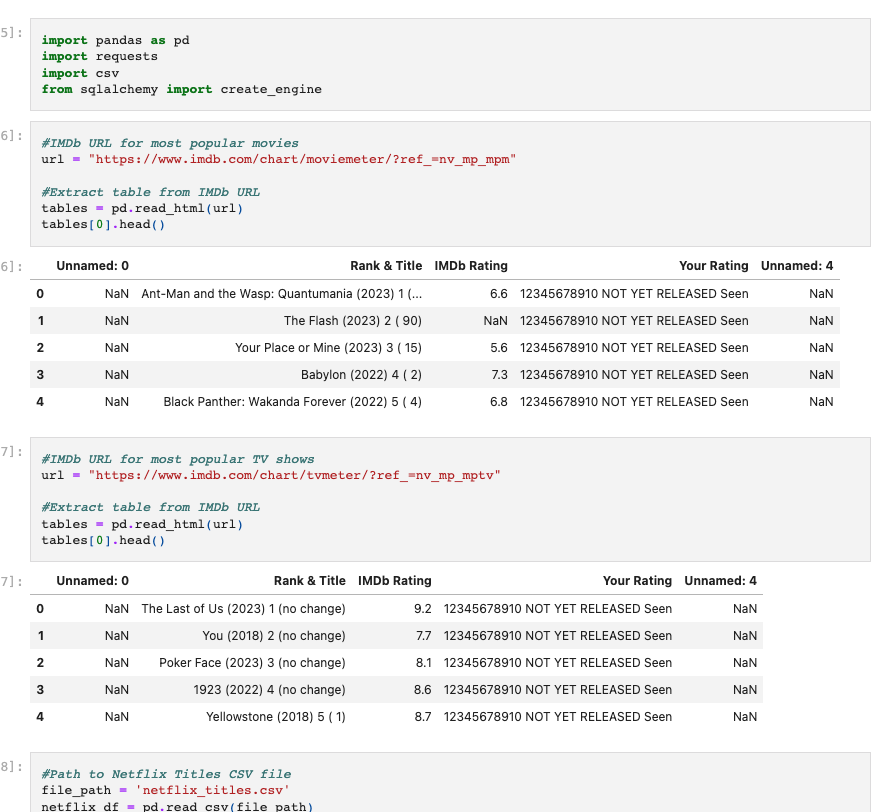 5]:
import pandas as pd
import requests
import csv
from sqlalchemy import create_engine
6]:
#IMDb URL for most popular movies
url = "https://www.imdb.com/chart/moviemeter/?ref_=nv_mp_mpm"
#Extract table from IMDb URL
tables = pd.read_html(url)
tables[0].head()
6]:
Unnamed: 0 Rank & Title IMDb Rating Your Rating Unnamed: 4
0 NaN Ant-Man and the Wasp: Quantumania (2023) 1 (... 6.6 12345678910 NOT YET RELEASED Seen NaN
1 NaN The Flash (2023) 2 ( 90) NaN 12345678910 NOT YET RELEASED Seen NaN
2 NaN Your Place or Mine (2023) 3 ( 15) 5.6 12345678910 NOT YET RELEASED Seen NaN
3 NaN Babylon (2022) 4 ( 2) 7.3 12345678910 NOT YET RELEASED Seen NaN
4 NaN Black Panther: Wakanda Forever (2022) 5 ( 4) 6.8 12345678910 NOT YET RELEASED Seen NaN
7]:
#IMDb URL for most popular TV shows
url = "https://www.imdb.com/chart/tvmeter/?ref_=nv_mp_mptv"
#Extract table from IMDb URL
tables = pd.read_html(url)
tables[0].head()
7]:
Unnamed: 0 Rank & Title IMDb Rating Your Rating Unnamed: 4
0 NaN The Last of Us (2023) 1 (no change) 9.2 12345678910 NOT YET RELEASED Seen NaN
1 NaN You (2018) 2 (no change) 7.7 12345678910 NOT YET RELEASED Seen NaN
2 NaN Poker Face (2023) 3 (no change) 8.1 12345678910 NOT YET RELEASED Seen NaN
3 NaN 1923 (2022) 4 (no change) 8.6 12345678910 NOT YET RELEASED Seen NaN
4 NaN Yellowstone (2018) 5 ( 1) 8.7 12345678910 NOT YET RELEASED Seen NaN
8]:
#Path to Netflix Titles CSV file
file_path = 'netflix_titles.csv'
netflix_df = pd.read_csv(file_path)